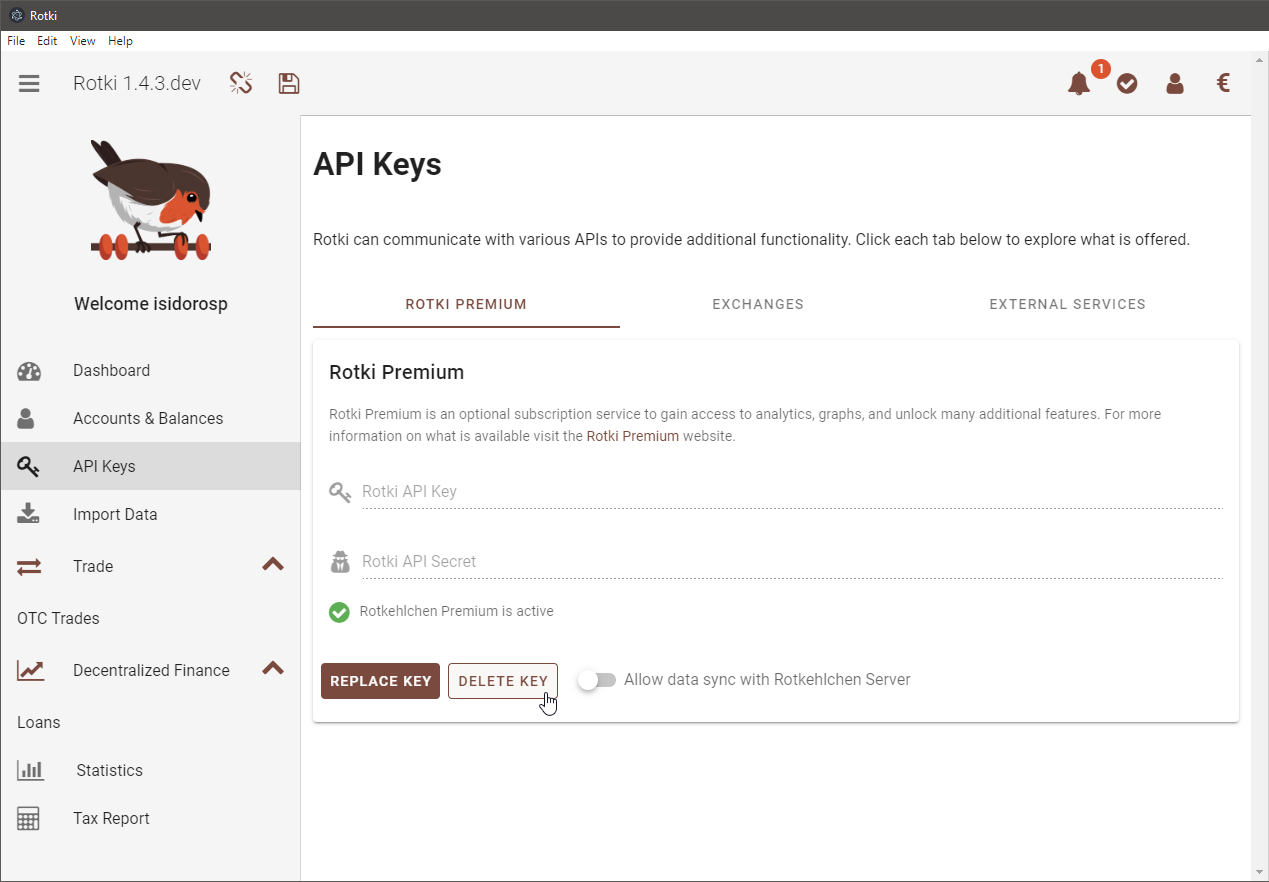 Rotki
File Edit View Help
Rotki 1.4.3.dev
1
€
Welcome isidorosp
Dashboard
Accounts & Balances
API Keys
Import Data
Trade
OTC Trades
Decentralized Finance
Loans
Statistics
Tax Report
API Keys
Rotki can communicate with various APIs to provide additional functionality. Click each tab below to explore what is offered.
ROTKI PREMIUM EXCHANGES EXTERNAL SERVICES
Rotki Premium
Rotki Premium is an optional subscription service to gain access to analytics, graphs, and unlock many additional features. For more
information on what is available visit the Rotki Premium website.
Rotki API Key
Rotki API Secret
Rotkehlchen Premium is active
REPLACE KEY DELETE KEY Allow data sync with Rotkehlchen Server